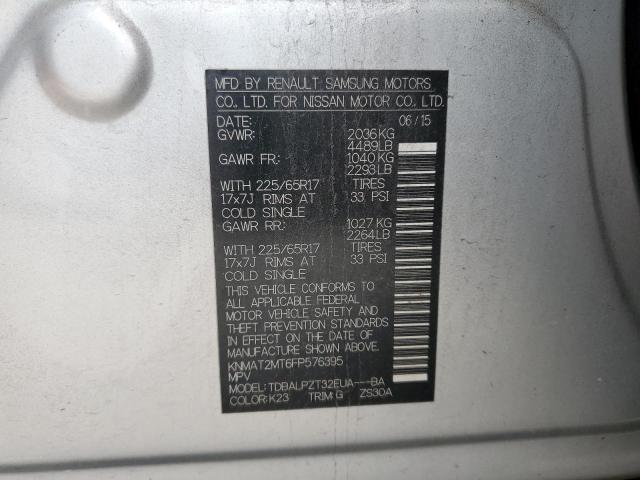 MFD BY RENAULT SAMSUNG MOTORS
CO., LTD. FOR NISSAN MOTOR CO., LTD.
DATE: 06/15
GVWR: 2036KG
4489LB
GAWR FR: 1040KG
2293LB
WITH 225/65R17 TIRES
17x7J RIMS AT 33 PSI
COLD SINGLE
GAWR RR: 1027KG
2264LB
WITH 225/65R17 TIRES
17x7J RIMS AT 33 PSI
COLD SINGLE
THIS VEHICLE CONFORMS TO
ALL APPLICABLE FEDERAL
MOTOR VEHICLE SAFETY AND
THEFT PREVENTION STANDARDS
IN EFFECT ON THE DATE OF
MANUFACTURE SHOWN ABOVE.
KNMAT2MT6FP576395
MPV
MODEL: TDBALPZT32EUA---BA
COLOR: K23 TRIM: G ZS30A